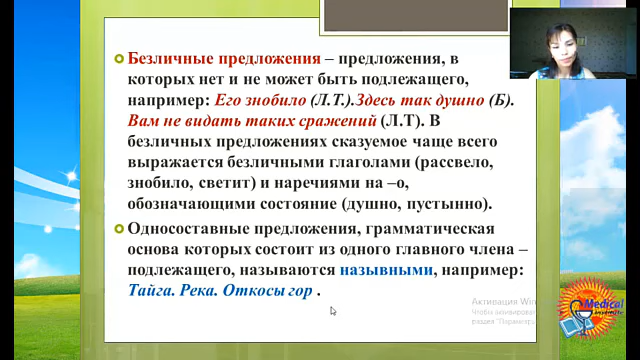 Безличные предложения – предложения, в
которых нет и не может быть подлежащего,
например: Его знобило (Л.Т.).Здесь так душно (Б).
Вам не видать таких сражений (Л.Т). В
безличных предложениях сказуемое чаще всего
выражается безличными глаголами (рассвело,
знобило, светит) и наречиями на –о,
обозначающими состояние (душно, пустынно).
Односоставные предложения, грамматическая
основа которых состоит из одного главного члена –
подлежащего, называются назывными, например:
Тайга. Река. Откосы гор .
Активация Win
Чтобы
раздел "Параметры
Medical